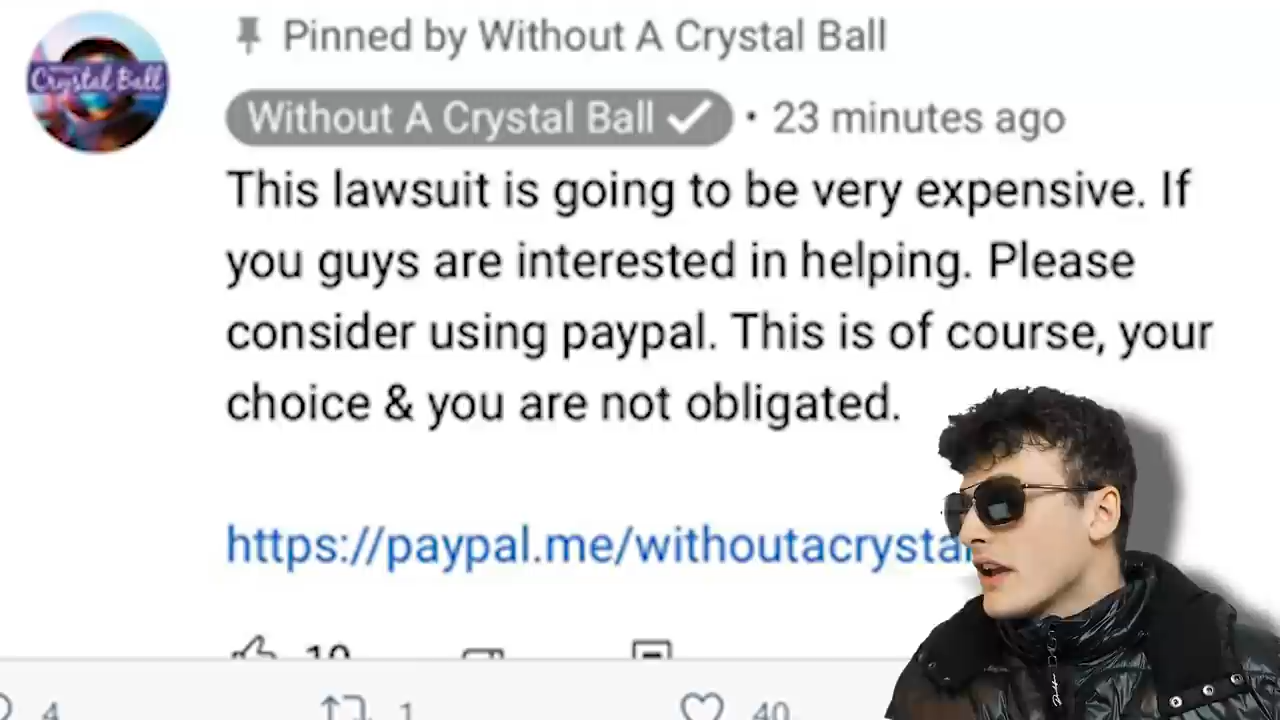 Pinned by Without A Crystal Ball
Crystal Ball
Without A Crystal Ball • 23 minutes ago
This lawsuit is going to be very expensive. If
you guys are interested in helping. Please
consider using paypal. This is of course, your
choice & you are not obligated.
https://paypal.me/withoutacrysta
19
4
1
40